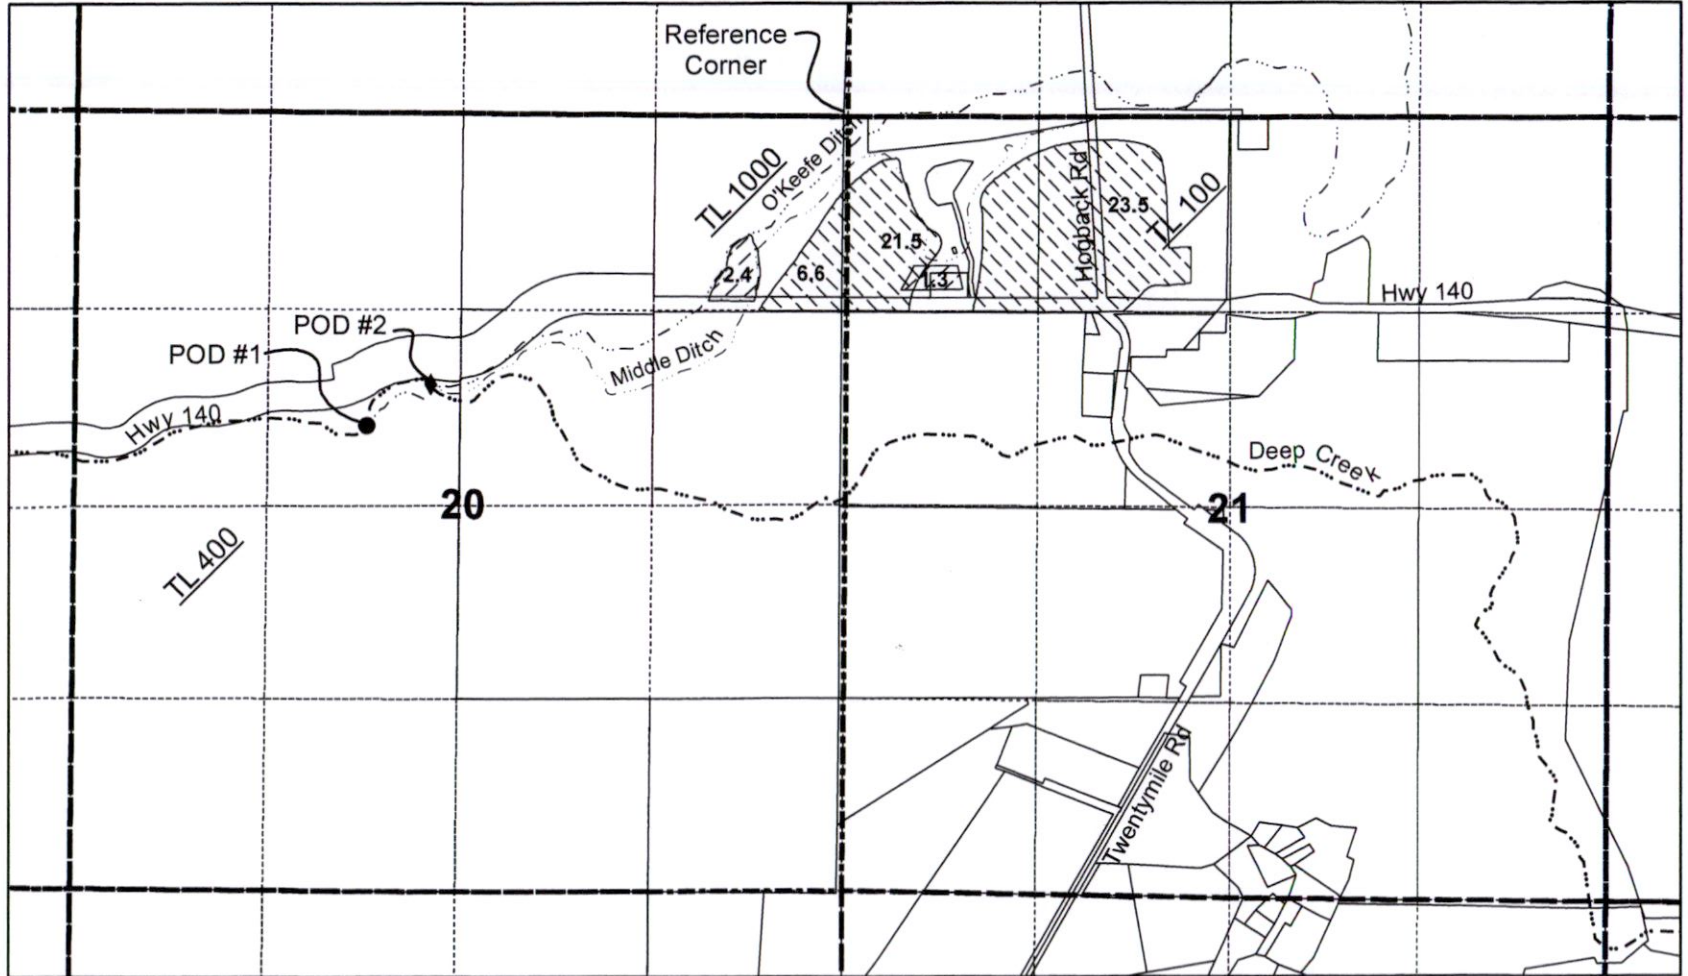 Reference
Corner
TL 1000
O'Keefe Ditch
Hogback Rd
23.5
TL 100
21.5
2.4
6.6
1.3
Hwy 140
POD #2
POD #1
Middle Ditch
Hwy 140
Deep Creek
20
21
TL 400
Twentymile Rd